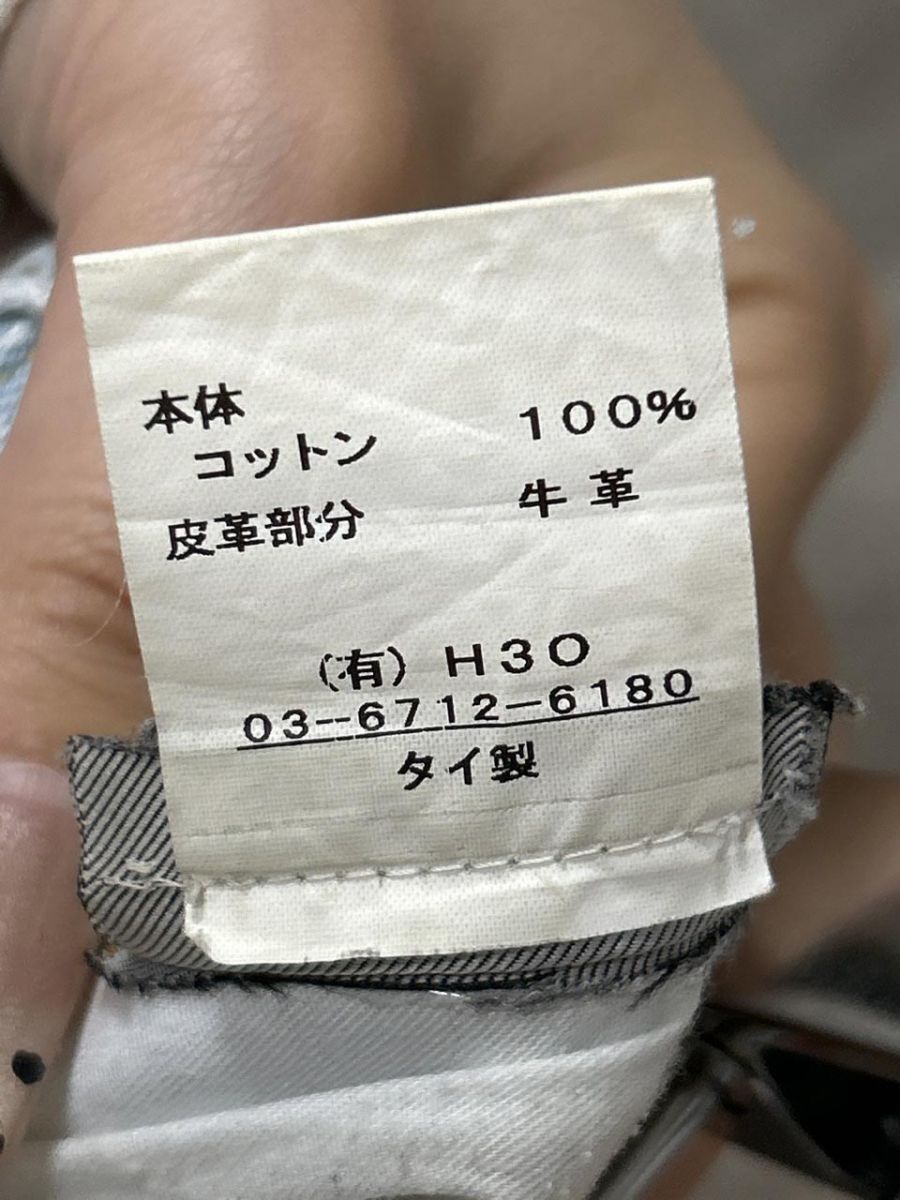 本体
コットン 100%
皮革部分 牛革
(有) H3O
03-6712-6180
タイ製